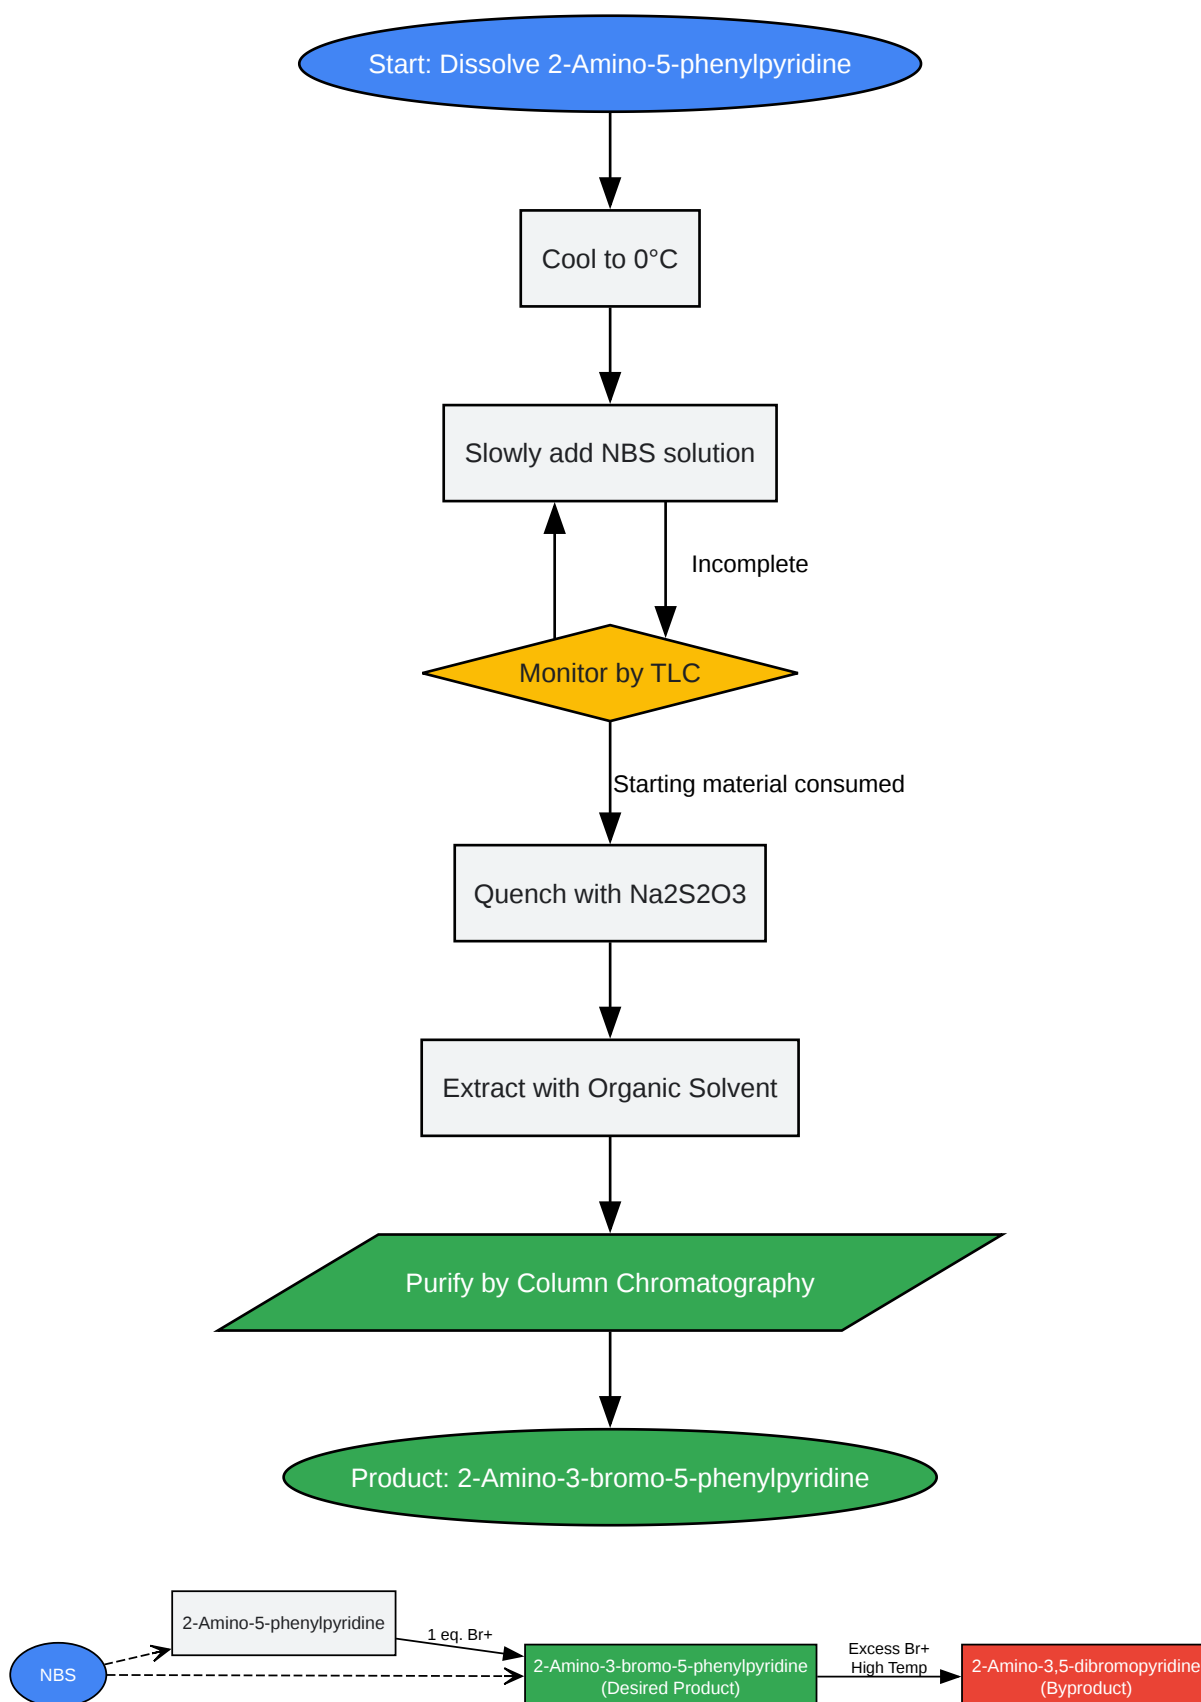 Start: Dissolve 2-Amino-5-phenylpyridine
Cool to 0°C
Slowly add NBS solution
Incomplete
Monitor by TLC
Starting material consumed
Quench with Na2S2O3
Extract with Organic Solvent
Purify by Column Chromatography
Product: 2-Amino-3-bromo-5-phenylpyridine
2-Amino-5-phenylpyridine
1 eq. Br+
NBS
2-Amino-3-bromo-5-phenylpyridine
(Desired Product)
Excess Br+
High Temp
2-Amino-3,5-dibromopyridine
(Byproduct)